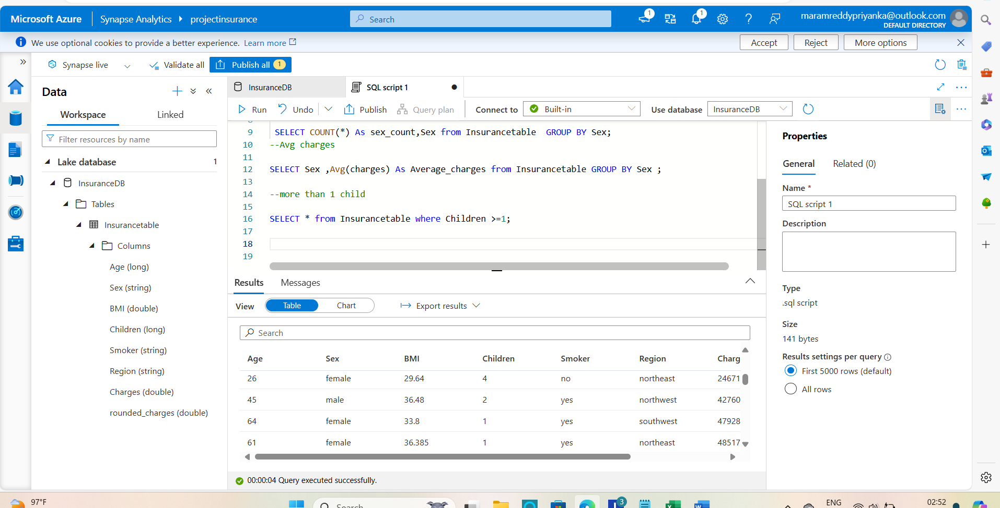 Microsoft Azure
Synapse Analytics
projectinsurance
Search
1
1
maramreddypriyanka@outlook.com
DEFAULT DIRECTORY
We use optional cookies to provide a better experience. Learn more
Accept
Reject
More options
Synapse live
Validate all
Publish all 1
Data
Workspace
Linked
Filter resources by name
Lake database 1
InsuranceDB
Tables
Insurancetable
Columns
Age (long)
Sex (string)
BMI (double)
Children (long)
Smoker (string)
Region (string)
Charges (double)
rounded_charges (double)
InsuranceDB
SQL script 1
Run
Undo
Publish
Query plan
Connect to
Built-in
Use database
InsuranceDB
9 SELECT COUNT(*) As sex_count,Sex from Insurancetable  GROUP BY Sex;
10 --Avg charges
11
12 SELECT Sex ,Avg(charges) As Average_charges from Insurancetable GROUP BY Sex ;
13
14 --more than 1 child
15
16 SELECT * from Insurancetable where Children >=1;
17
18
19
Results
Messages
View
Table
Chart
Export results
Search
Age Sex BMI Children Smoker Region Charg
26 female 29.64 4 no northeast 24671
45 male 36.48 2 yes northwest 42760
64 female 33.8 1 yes southwest 47928
61 female 36.385 1 yes northeast 48517
00:00:04 Query executed successfully.
Properties
General
Related (0)
Name *
SQL script 1
Description
Type
.sql script
Size
141 bytes
Results settings per query
First 5000 rows (default)
All rows
97°F
Search
3
ENG
02:52